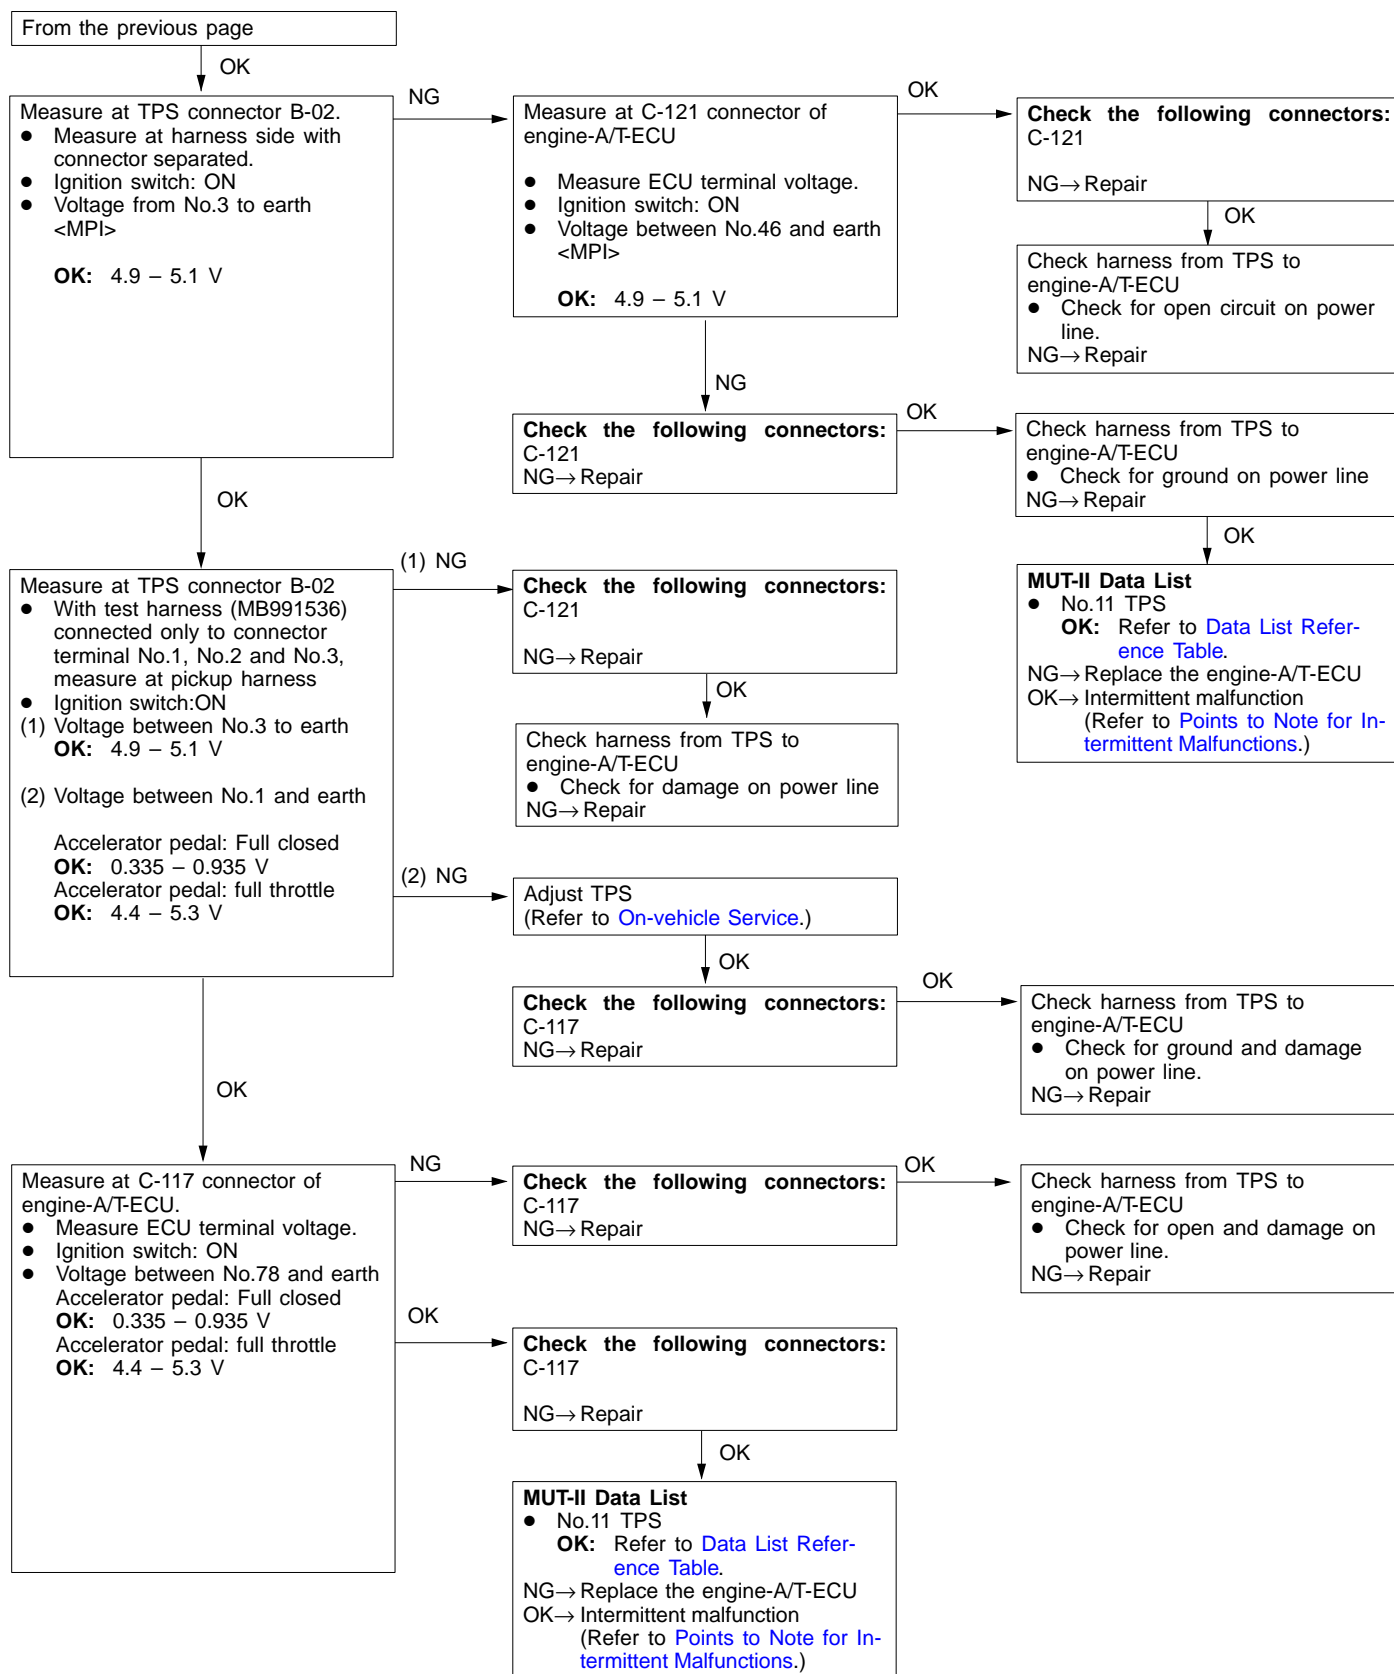 From the previous page
OK
Measure at TPS connector B-02.
● Measure at harness side with
connector separated.
● Ignition switch: ON
● Voltage from No.3 to earth
<MPI>
OK: 4.9 – 5.1 V
NG
Measure at C-121 connector of
engine-A/T-ECU
● Measure ECU terminal voltage.
● Ignition switch: ON
● Voltage between No.46 and earth
<MPI>
OK: 4.9 – 5.1 V
OK
Check the following connectors:
C-121
NG→Repair
OK
Check harness from TPS to
engine-A/T-ECU
● Check for open circuit on power
line.
NG→Repair
NG
Check the following connectors:
C-121
NG→Repair
OK
Check harness from TPS to
engine-A/T-ECU
● Check for ground on power line
NG→Repair
OK
MUT-II Data List
● No.11 TPS
OK: Refer to Data List Refer-
ence Table.
NG→Replace the engine-A/T-ECU
OK→Intermittent malfunction
(Refer to Points to Note for In-
termittent Malfunctions.)
OK
Measure at TPS connector B-02
● With test harness (MB991536)
connected only to connector
terminal No.1, No.2 and No.3,
measure at pickup harness
● Ignition switch:ON
(1) Voltage between No.3 to earth
OK: 4.9 – 5.1 V
(2) Voltage between No.1 and earth
Accelerator pedal: Full closed
OK: 0.335 – 0.935 V
Accelerator pedal: full throttle
OK: 4.4 – 5.3 V
(1) NG
Check the following connectors:
C-121
NG→Repair
OK
Check harness from TPS to
engine-A/T-ECU
● Check for damage on power line
NG→Repair
(2) NG
Adjust TPS
(Refer to On-vehicle Service.)
OK
Check the following connectors:
C-117
NG→Repair
OK
Check harness from TPS to
engine-A/T-ECU
● Check for ground and damage
on power line.
NG→Repair
OK
Measure at C-117 connector of
engine-A/T-ECU.
● Measure ECU terminal voltage.
● Ignition switch: ON
● Voltage between No.78 and earth
Accelerator pedal: Full closed
OK: 0.335 – 0.935 V
Accelerator pedal: full throttle
OK: 4.4 – 5.3 V
NG
Check the following connectors:
C-117
NG→Repair
OK
Check harness from TPS to
engine-A/T-ECU
● Check for open and damage on
power line.
NG→Repair
OK
Check the following connectors:
C-117
NG→Repair
OK
MUT-II Data List
● No.11 TPS
OK: Refer to Data List Refer-
ence Table.
NG→Replace the engine-A/T-ECU
OK→Intermittent malfunction
(Refer to Points to Note for In-
termittent Malfunctions.)